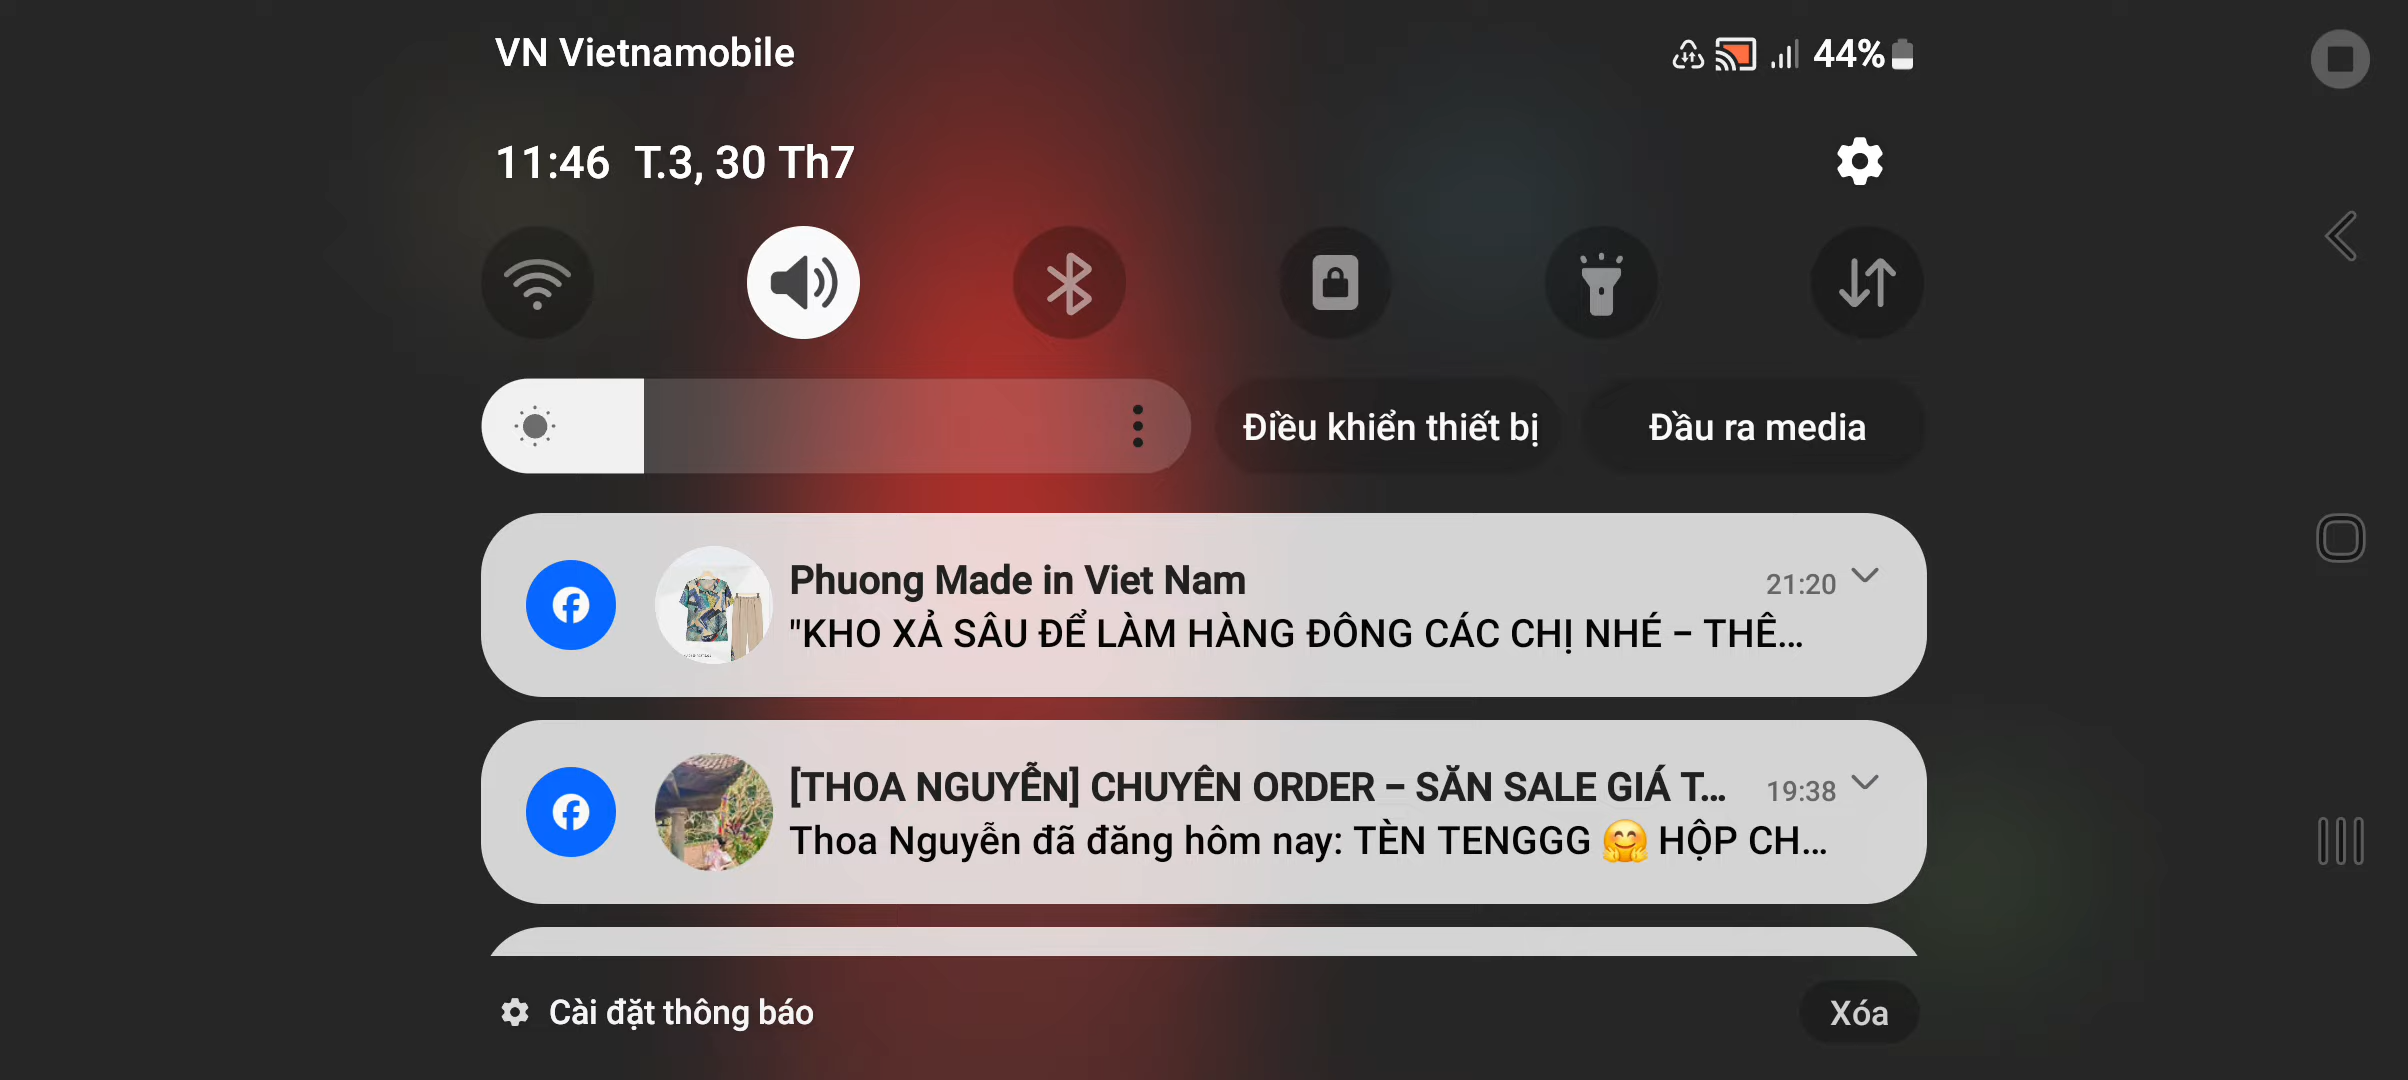 VN Vietnamobile
44%
11:46 T.3, 30 Th7
Điều khiển thiết bị
Đầu ra media
Phuong Made in Viet Nam
21:20
"KHO XẢ SÂU ĐỂ LÀM HÀNG ĐÔNG CÁC CHỊ NHÉ – THÊ...
[THOA NGUYỄN] CHUYÊN ORDER – SĂN SALE GIÁ T...
19:38
Thoa Nguyễn đã đăng hôm nay: TÈN TENGGG 🤗 HỘP CH...
Cài đặt thông báo
Xóa